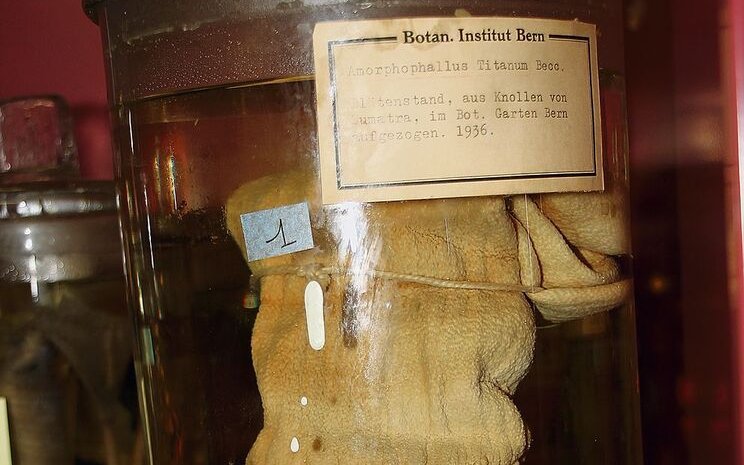 Botan. Institut Bern
Amorphophallus Titanum Becc.
Blütenstand, aus Knollen von
Sumatra, im Bot. Garten Bern
aufgezogen. 1936.
1